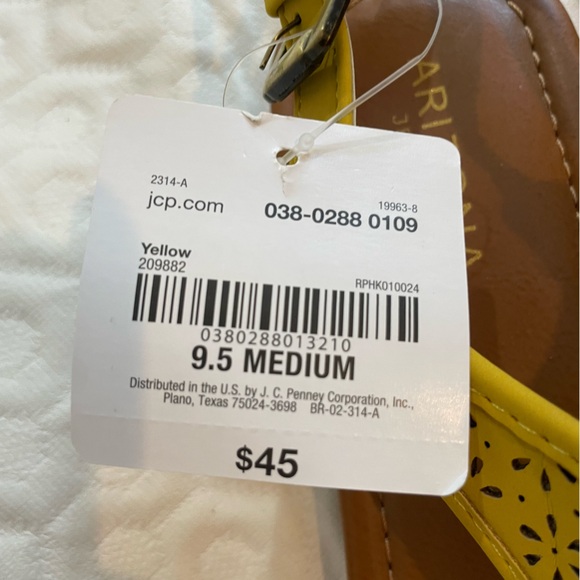 2314-A
jcp.com
19963-8
038-0288 0109
Yellow
209882
RPHK010024
0380288013210
9.5 MEDIUM
Distributed in the U.S. by J. C. Penney Corporation, Inc.,
Plano, Texas 75024-3698 BR-02-314-A
$45
ARIZONA